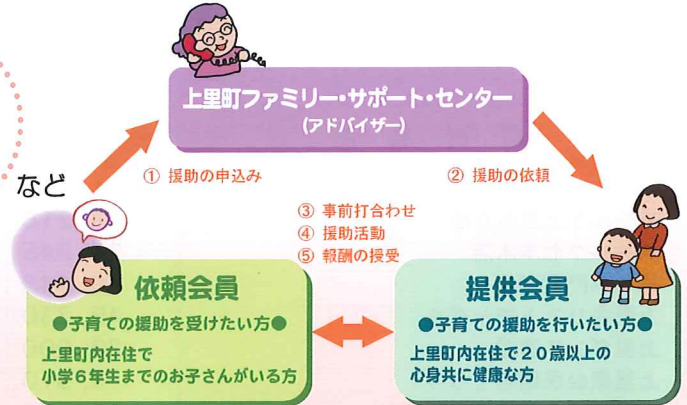 上里町ファミリー・サポート・センター
(アドバイザー)
など
① 援助の申込み
② 援助の依頼
③ 事前打合わせ
④ 援助活動
⑤ 報酬の授受
依頼会員
●子育ての援助を受けたい方●
上里町内在住で
小学6年生までのお子さんがいる方
提供会員
●子育ての援助を行いたい方●
上里町内在住で20歳以上の
心身共に健康な方